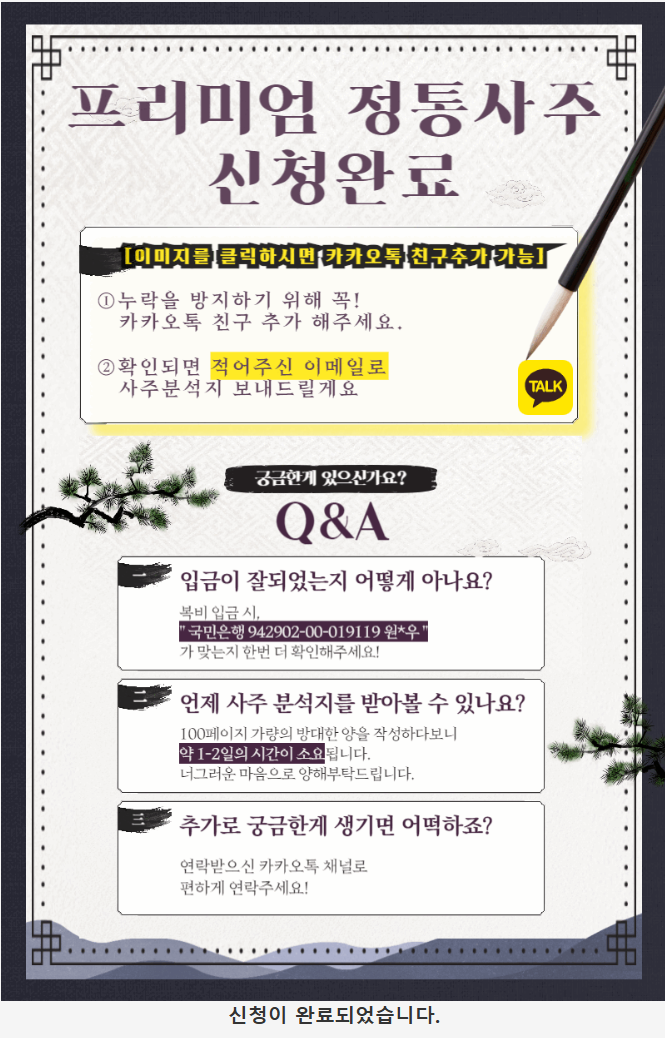 프리미엄 정통사주
신청완료
[이미지를 클릭하시면 카카오톡 친구추가 가능]
①누락을 방지하기 위해 꼭!
카카오톡 친구 추가 해주세요.
②확인되면 적어주신 이메일로
사주분석지 보내드릴게요
TALK
궁금한게 있으신가요?
Q&A
一
입금이 잘되었는지 어떻게 아나요?
복비 입금 시,
" 국민은행 942902-00-019119 원*우 "
가 맞는지 한번 더 확인해주세요!
二
언제 사주 분석지를 받아볼 수 있나요?
100페이지 가량의 방대한 양을 작성하다보니
약 1-2일의 시간이 소요됩니다.
너그러운 마음으로 양해부탁드립니다.
三
추가로 궁금한게 생기면 어떡하죠?
연락받으신 카카오톡 채널로
편하게 연락주세요!
신청이 완료되었습니다.